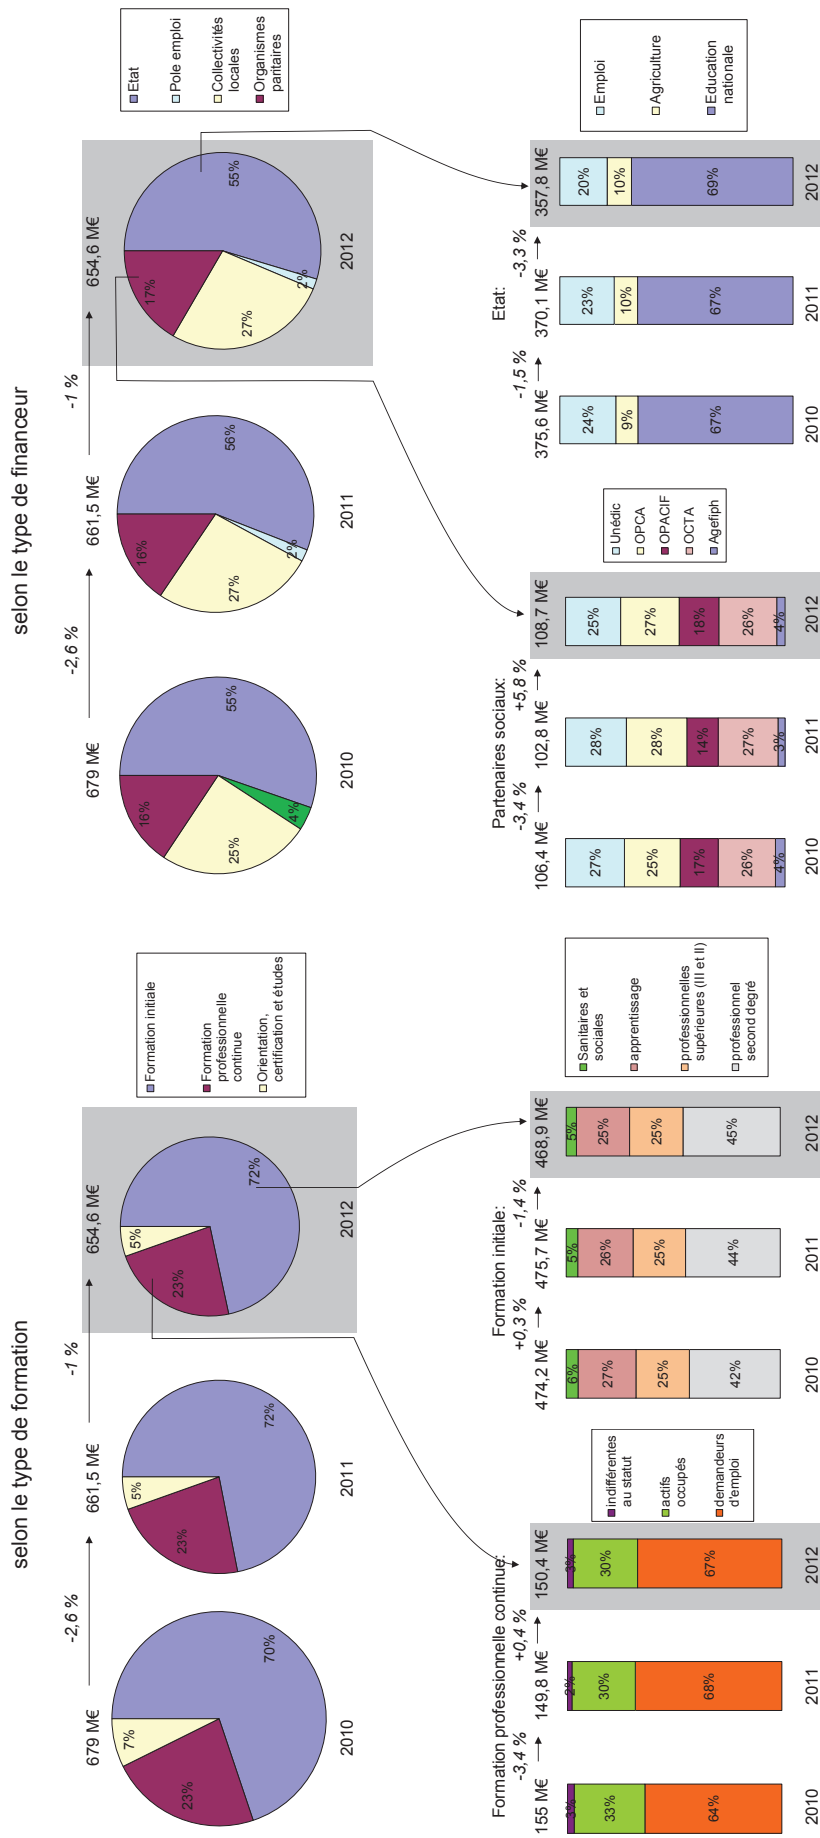 selon le type de formation
679 M€
-2,6 %
661,5 M€
-1 %
654,6 M€
7%
23%
70%
2010
5%
23%
72%
2011
5%
23%
72%
2012
Formation initiale
Formation
professionnelle
continue
Orientation,
certification et études
Formation professionnelle continue:
155 M€
-3,4 %
149,8 M€
+0,4 %
150,4 M€
3%
33%
64%
2010
2%
30%
68%
2011
3%
30%
67%
2012
indifférentes
au statut
actifs
occupés
demandeurs
d'emploi
Formation initiale:
474,2 M€
+0,3 %
475,7 M€
-1,4 %
468,9 M€
6%
27%
25%
42%
2010
5%
26%
25%
44%
2011
5%
25%
25%
45%
2012
Sanitaires et
sociales
apprentissage
professionnelles
supérieures (III et II)
professionnel
second degré
selon le type de financeur
679 M€
-2,6 %
661,5 M€
-1 %
654,6 M€
16%
25%
4%
55%
2010
16%
27%
2%
56%
2011
17%
27%
2%
55%
2012
Etat
Pole emploi
Collectivités
locales
Organismes
paritaires
Partenaires sociaux:
106,4 M€
-3,4 %
102,8 M€
+5,8 %
108,7 M€
27%
25%
17%
26%
4%
2010
28%
28%
14%
27%
3%
2011
25%
27%
18%
26%
4%
2012
Unédic
OPCA
OPACIF
OCTA
Agefiph
Etat:
375,6 M€
-1,5 %
370,1 M€
-3,3 %
357,8 M€
24%
9%
67%
2010
23%
10%
67%
2011
20%
10%
69%
2012
Emploi
Agriculture
Education
nationale